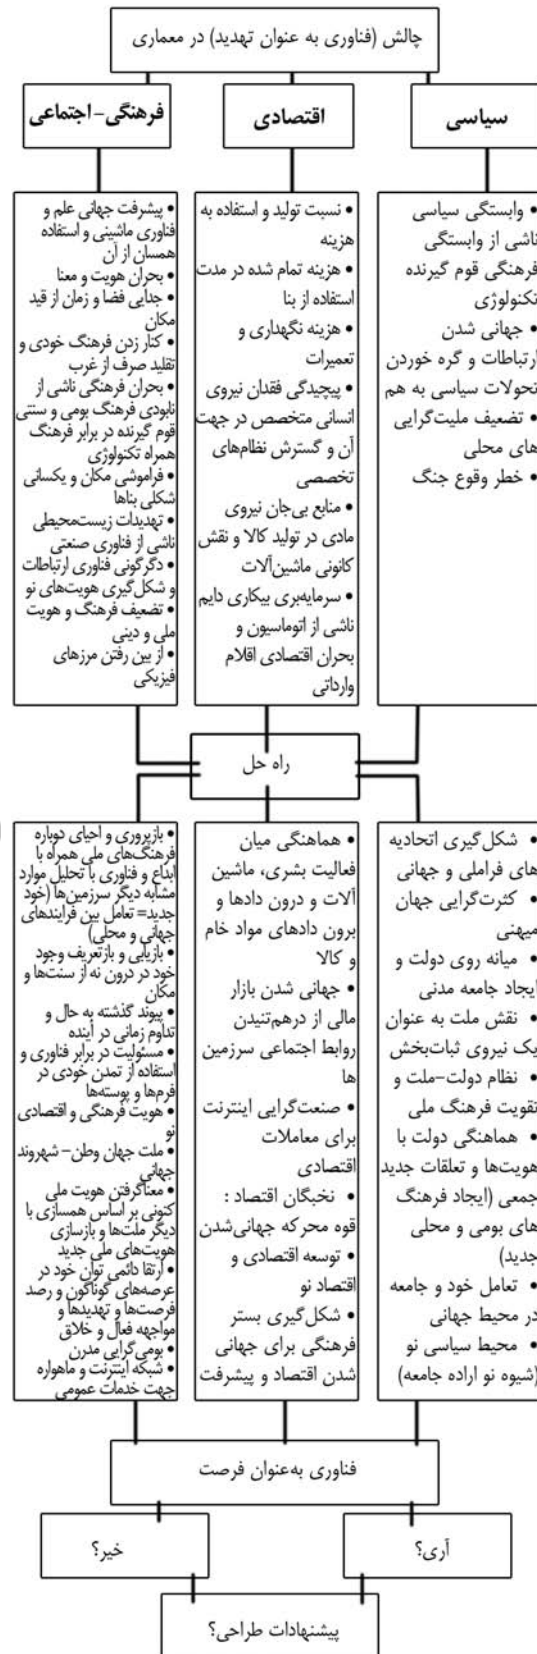 چالش (فناوری به عنوان تهدید) در معماری
سیاسی
اقتصادی
فرهنگی-اجتماعی
• وابستگی سیاسی
ناشی از وابستگی
فرهنگی قوم گیرنده
تکنولوژی
• جهانی شدن
ارتباطات و گره خوردن
تحولات سیاسی به هم
• تضعیف ملیت‌گرایی
های محلی
• خطر وقوع جنگ
• نسبت تولید و استفاده به
هزینه
• هزینه تمام شده در مدت
استفاده از بنا
• هزینه نگهداری و
تعمیرات
• پیچیدگی فقدان نیروی
انسانی متخصص در جهت
آن و گسترش نظام‌های
تخصصی
• منابع بی‌جان نیروی
مادی در تولید کالا و نقش
کانونی ماشین‌آلات
• سرمایه‌بری بیکاری دایم
ناشی از اتوماسیون و
بحران اقتصادی اقلام
وارداتی
• پیشرفت جهانی علم و
فناوری ماشینی و استفاده
همسان از آن
• بحران هویت و معنا
• جدایی فضا و زمان از قید
مکان
• کنار زدن فرهنگ خودی و
تقلید صرف از غرب
• بحران فرهنگی ناشی از
نابودی فرهنگ بومی و سنتی
قوم گیرنده در برابر فرهنگ
همراه تکنولوژی
• فراموشی مکان و یکسانی
شکلی بناها
• تهدیدات زیست‌محیطی
ناشی از فناوری صنعتی
• دگرگونی فناوری ارتباطات
و شکل‌گیری هویت‌های نو
• تضعیف فرهنگ و هویت
ملی و دینی
• از بین رفتن مرزهای
فیزیکی
راه حل
• شکل‌گیری اتحادیه
های فراملی و جهانی
• کثرت‌گرایی جهان
میهنی
• میانه روی دولت و
ایجاد جامعه مدنی
• نقش ملت به عنوان
یک نیروی ثبات‌بخش
• نظام دولت-ملت و
تقویت فرهنگ ملی
• هماهنگی دولت با
هویت‌ها و تعلقات جدید
جمعی (ایجاد فرهنگ
های بومی و محلی
جدید)
• تعامل خود و جامعه
در محیط جهانی
• محیط سیاسی نو
(شیوه نو اراده جامعه)
• هماهنگی میان
فعالیت بشری، ماشین
آلات و درون دادها و
برون دادهای مواد خام
و کالا
• جهانی شدن بازار
مالی از درهم‌تنیدن
روابط اجتماعی سرزمین
ها
• صنعت‌گرایی اینترنت
برای معاملات
اقتصادی
• نخبگان اقتصاد :
قوه محرکه جهانی‌شدن
• توسعه اقتصادی و
اقتصاد نو
• شکل‌گیری بستر
فرهنگی برای جهانی
شدن اقتصاد و پیشرفت
• بازپروری و احیای دوباره
فرهنگ‌های ملی همراه با
ابداع و فناوری با تحلیل موارد
مشابه دیگر سرزمین‌ها (خود
جدید= تعامل بین فرایندهای
جهانی و محلی)
• بازیابی و بازتعریف وجود
خود در درون نه از سنت‌ها و
مکان
• پیوند گذشته به حال و
تداوم زمانی در آینده
• مسئولیت در برابر فناوری و
استفاده از تمدن خودی در
فرم‌ها و پوسته‌ها
• هویت فرهنگی و اقتصادی
نو
• ملت جهان وطن- شهروند
جهانی
• معناگرفتن هویت ملی
کنونی بر اساس همسازی با
دیگر ملت‌ها و بازسازی
هویت‌های ملی جدید
• ارتقا دائمی توان خود در
عرصه‌های گوناگون و رصد
فرصت‌ها و تهدیدها و
مواجهه فعال و خلاق
• بومی‌گرایی مدرن
• شبکه اینترنت و ماهواره
جهت خدمات عمومی
فناوری به‌عنوان فرصت
آری؟
خیر؟
پیشنهادات طراحی؟